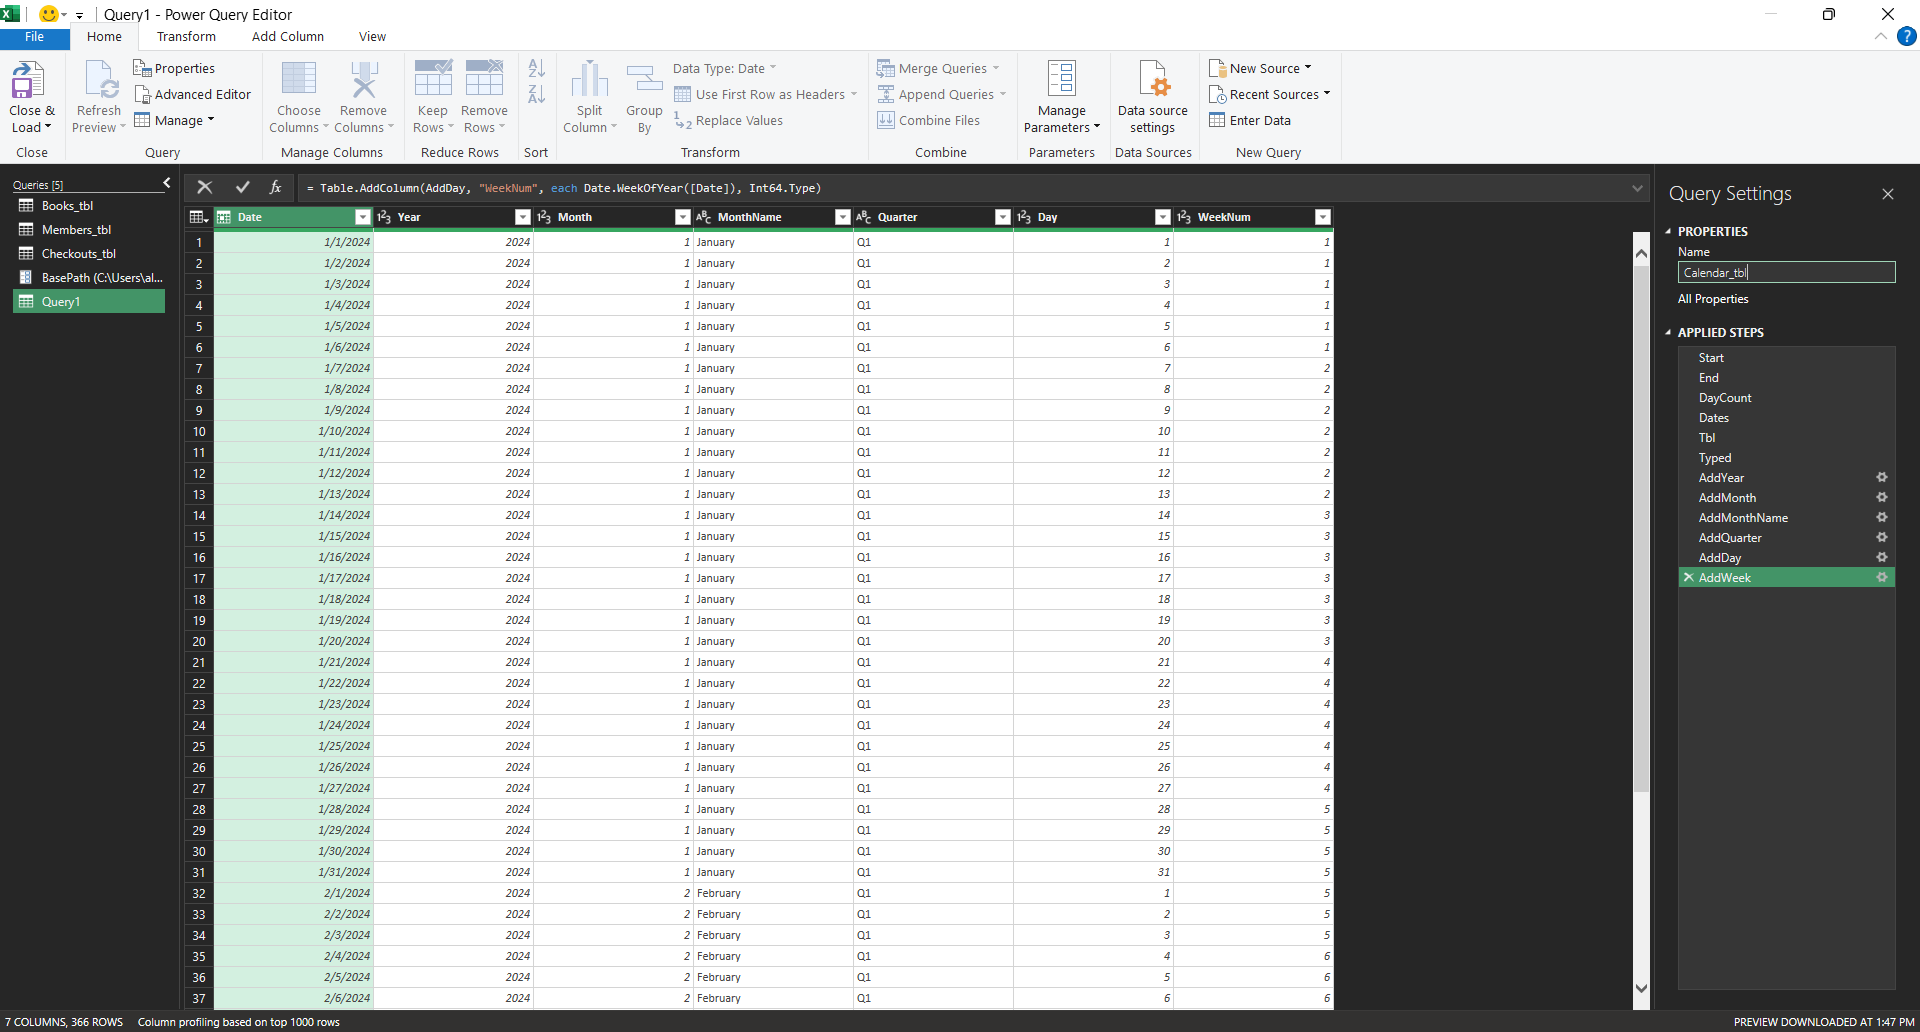 Query1 - Power Query Editor
File Home Transform Add Column View
Close & Load
Close
Refresh Preview
Properties
Advanced Editor
Manage
Query
Choose Columns
Remove Columns
Manage Columns
Keep Rows
Remove Rows
Reduce Rows
Sort
Split Column
Group By
Data Type: Date
Use First Row as Headers
Replace Values
Transform
Merge Queries
Append Queries
Combine Files
Combine
Manage Parameters
Parameters
Data source settings
Data Sources
New Source
Recent Sources
Enter Data
New Query
Queries [5]
Books_tbl
Members_tbl
Checkouts_tbl
BasePath (C:\Users\al...
Query1
= Table.AddColumn(AddDay, "WeekNum", each Date.WeekOfYear([Date]), Int64.Type)
Date Year Month MonthName Quarter Day WeekNum
1 1/1/2024 2024 1 January Q1 1 1
2 1/2/2024 2024 1 January Q1 2 1
3 1/3/2024 2024 1 January Q1 3 1
4 1/4/2024 2024 1 January Q1 4 1
5 1/5/2024 2024 1 January Q1 5 1
6 1/6/2024 2024 1 January Q1 6 1
7 1/7/2024 2024 1 January Q1 7 2
8 1/8/2024 2024 1 January Q1 8 2
9 1/9/2024 2024 1 January Q1 9 2
10 1/10/2024 2024 1 January Q1 10 2
11 1/11/2024 2024 1 January Q1 11 2
12 1/12/2024 2024 1 January Q1 12 2
13 1/13/2024 2024 1 January Q1 13 2
14 1/14/2024 2024 1 January Q1 14 3
15 1/15/2024 2024 1 January Q1 15 3
16 1/16/2024 2024 1 January Q1 16 3
17 1/17/2024 2024 1 January Q1 17 3
18 1/18/2024 2024 1 January Q1 18 3
19 1/19/2024 2024 1 January Q1 19 3
20 1/20/2024 2024 1 January Q1 20 3
21 1/21/2024 2024 1 January Q1 21 4
22 1/22/2024 2024 1 January Q1 22 4
23 1/23/2024 2024 1 January Q1 23 4
24 1/24/2024 2024 1 January Q1 24 4
25 1/25/2024 2024 1 January Q1 25 4
26 1/26/2024 2024 1 January Q1 26 4
27 1/27/2024 2024 1 January Q1 27 4
28 1/28/2024 2024 1 January Q1 28 5
29 1/29/2024 2024 1 January Q1 29 5
30 1/30/2024 2024 1 January Q1 30 5
31 1/31/2024 2024 1 January Q1 31 5
32 2/1/2024 2024 2 February Q1 1 5
33 2/2/2024 2024 2 February Q1 2 5
34 2/3/2024 2024 2 February Q1 3 5
35 2/4/2024 2024 2 February Q1 4 6
36 2/5/2024 2024 2 February Q1 5 6
37 2/6/2024 2024 2 February Q1 6 6
Query Settings
PROPERTIES
Name
Calendar_tbl
All Properties
APPLIED STEPS
Start
End
DayCount
Dates
Tbl
Typed
AddYear
AddMonth
AddMonthName
AddQuarter
AddDay
AddWeek
7 COLUMNS, 366 ROWS Column profiling based on top 1000 rows
PREVIEW DOWNLOADED AT 1:47 PM